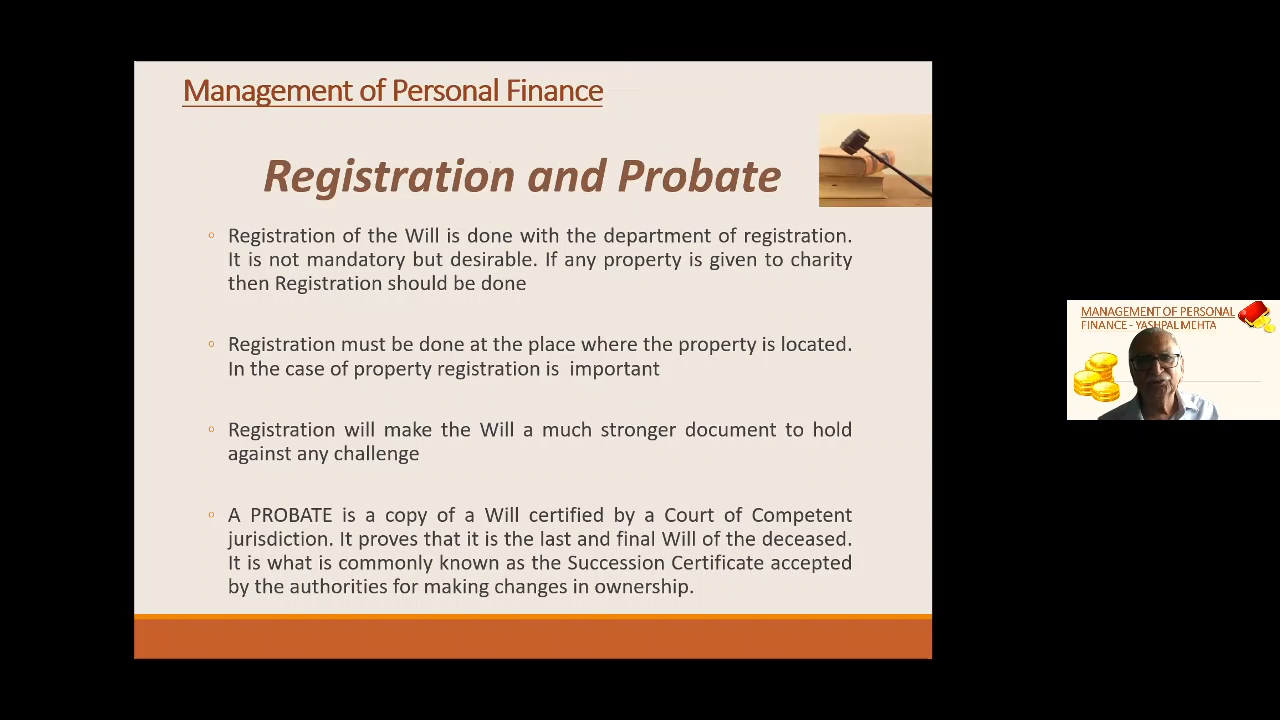 Management of Personal Finance
Registration and Probate
Registration of the Will is done with the department of registration.
It is not mandatory but desirable. If any property is given to charity
then Registration should be done
Registration must be done at the place where the property is located.
In the case of property registration is important
Registration will make the Will a much stronger document to hold
against any challenge
A PROBATE is a copy of a Will certified by a Court of Competent
jurisdiction. It proves that it is the last and final Will of the deceased.
It is what is commonly known as the Succession Certificate accepted
by the authorities for making changes in ownership.
MANAGEMENT OF PERSONAL
FINANCE - YASHPAL MEHTA